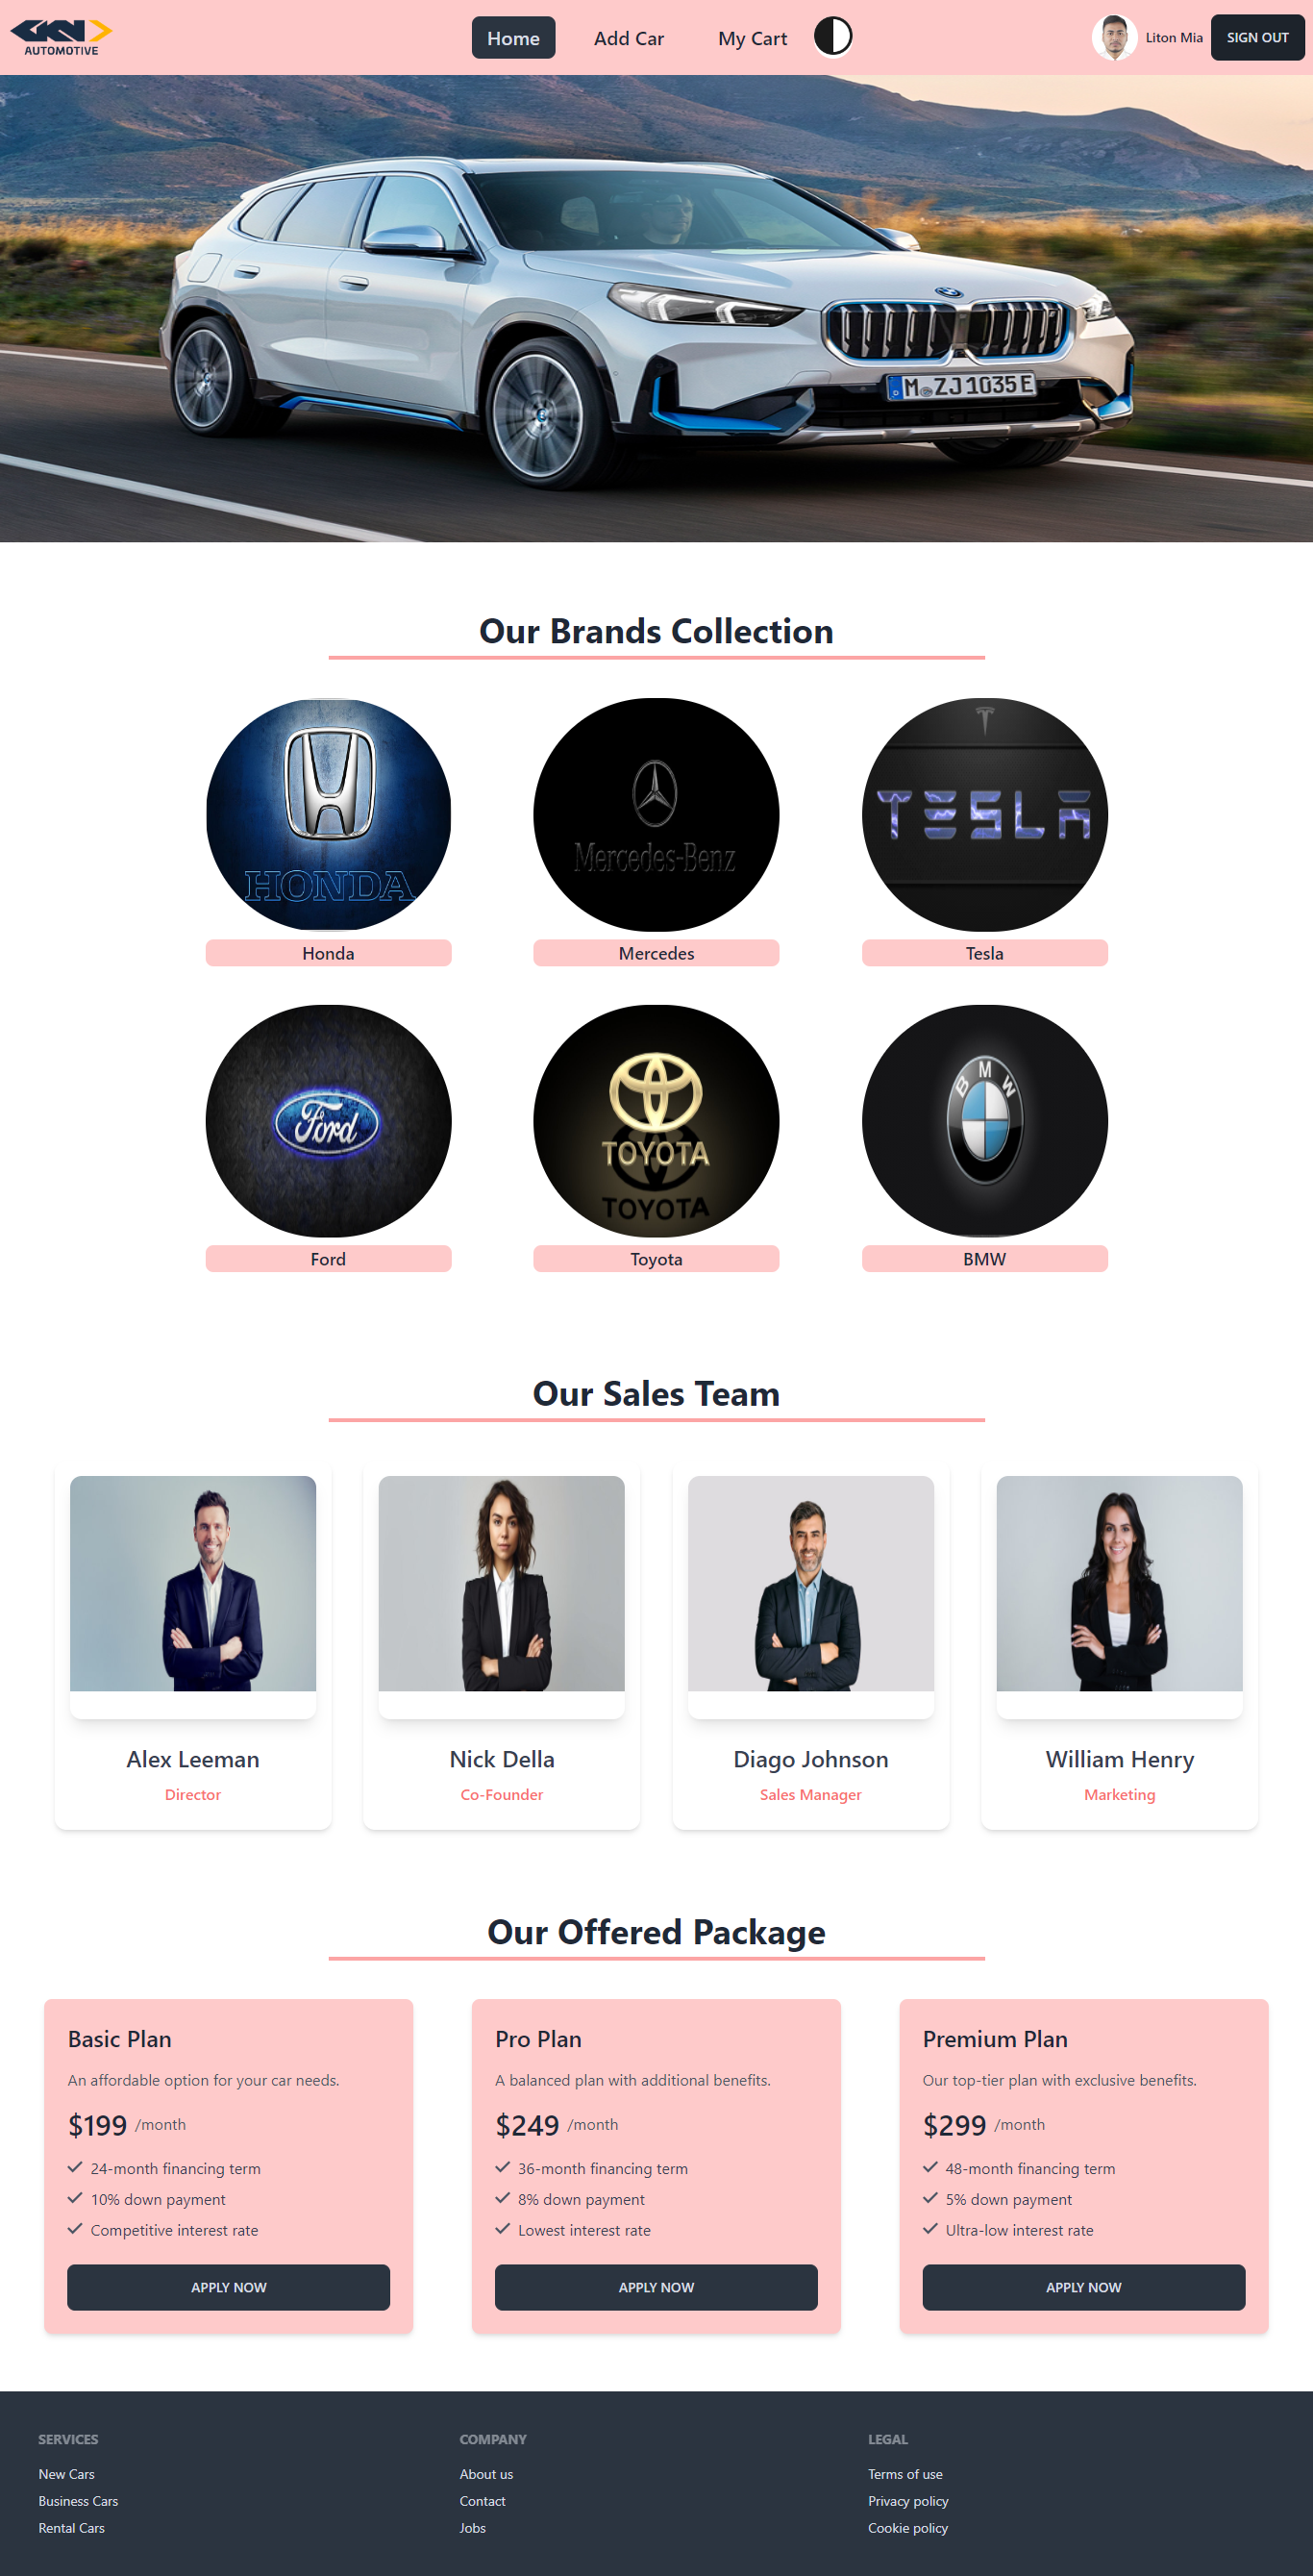 GKN
AUTOMOTIVE
Home
Add Car
My Cart
Liton Mia
SIGN OUT
M ZJ 1035 E
Our Brands Collection
HONDA
Mercedes-Benz
TESLA
Honda
Mercedes
Tesla
Ford
TOYOTA
TOYOTA
BMW
Ford
Toyota
BMW
Our Sales Team
Alex Leeman
Director
Nick Della
Co-Founder
Diago Johnson
Sales Manager
William Henry
Marketing
Our Offered Package
Basic Plan
An affordable option for your car needs.
$199 /month
24-month financing term
10% down payment
Competitive interest rate
APPLY NOW
Pro Plan
A balanced plan with additional benefits.
$249 /month
36-month financing term
8% down payment
Lowest interest rate
APPLY NOW
Premium Plan
Our top-tier plan with exclusive benefits.
$299 /month
48-month financing term
5% down payment
Ultra-low interest rate
APPLY NOW
SERVICES
New Cars
Business Cars
Rental Cars
COMPANY
About us
Contact
Jobs
LEGAL
Terms of use
Privacy policy
Cookie policy